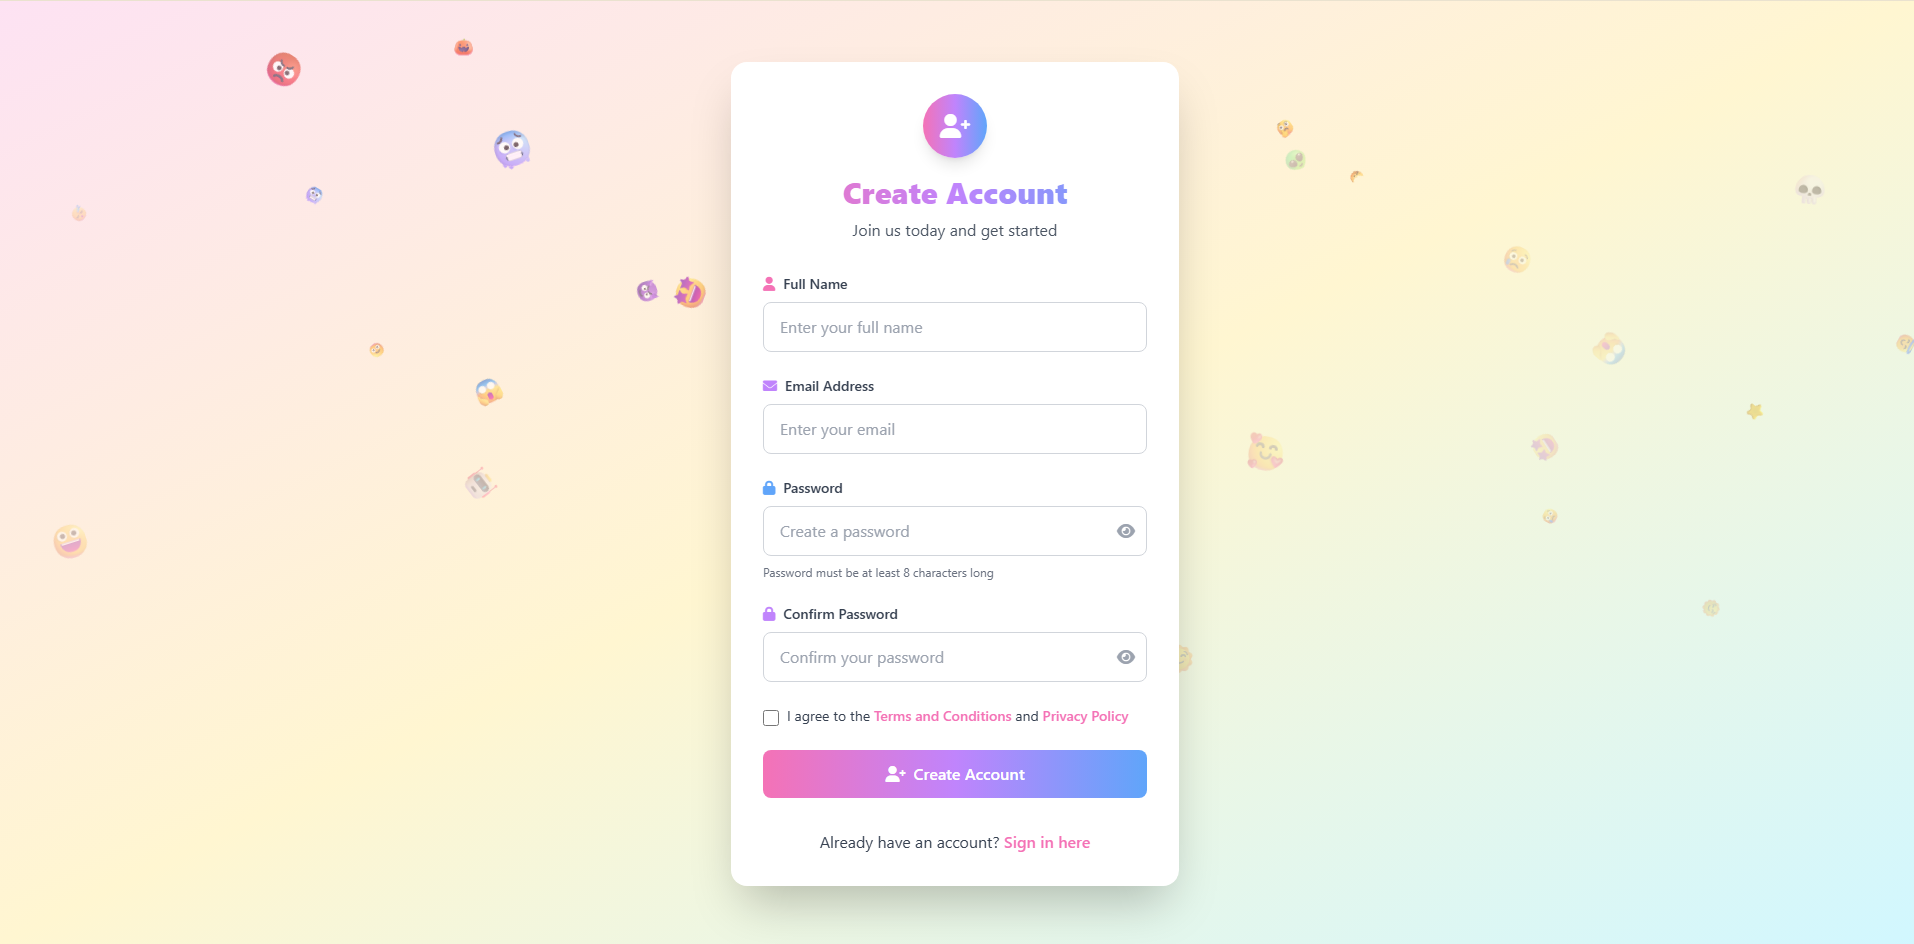 Create Account
Join us today and get started
Full Name
Enter your full name
Email Address
Enter your email
Password
Create a password
Password must be at least 8 characters long
Confirm Password
Confirm your password
I agree to the Terms and Conditions and Privacy Policy
Create Account
Already have an account? Sign in here